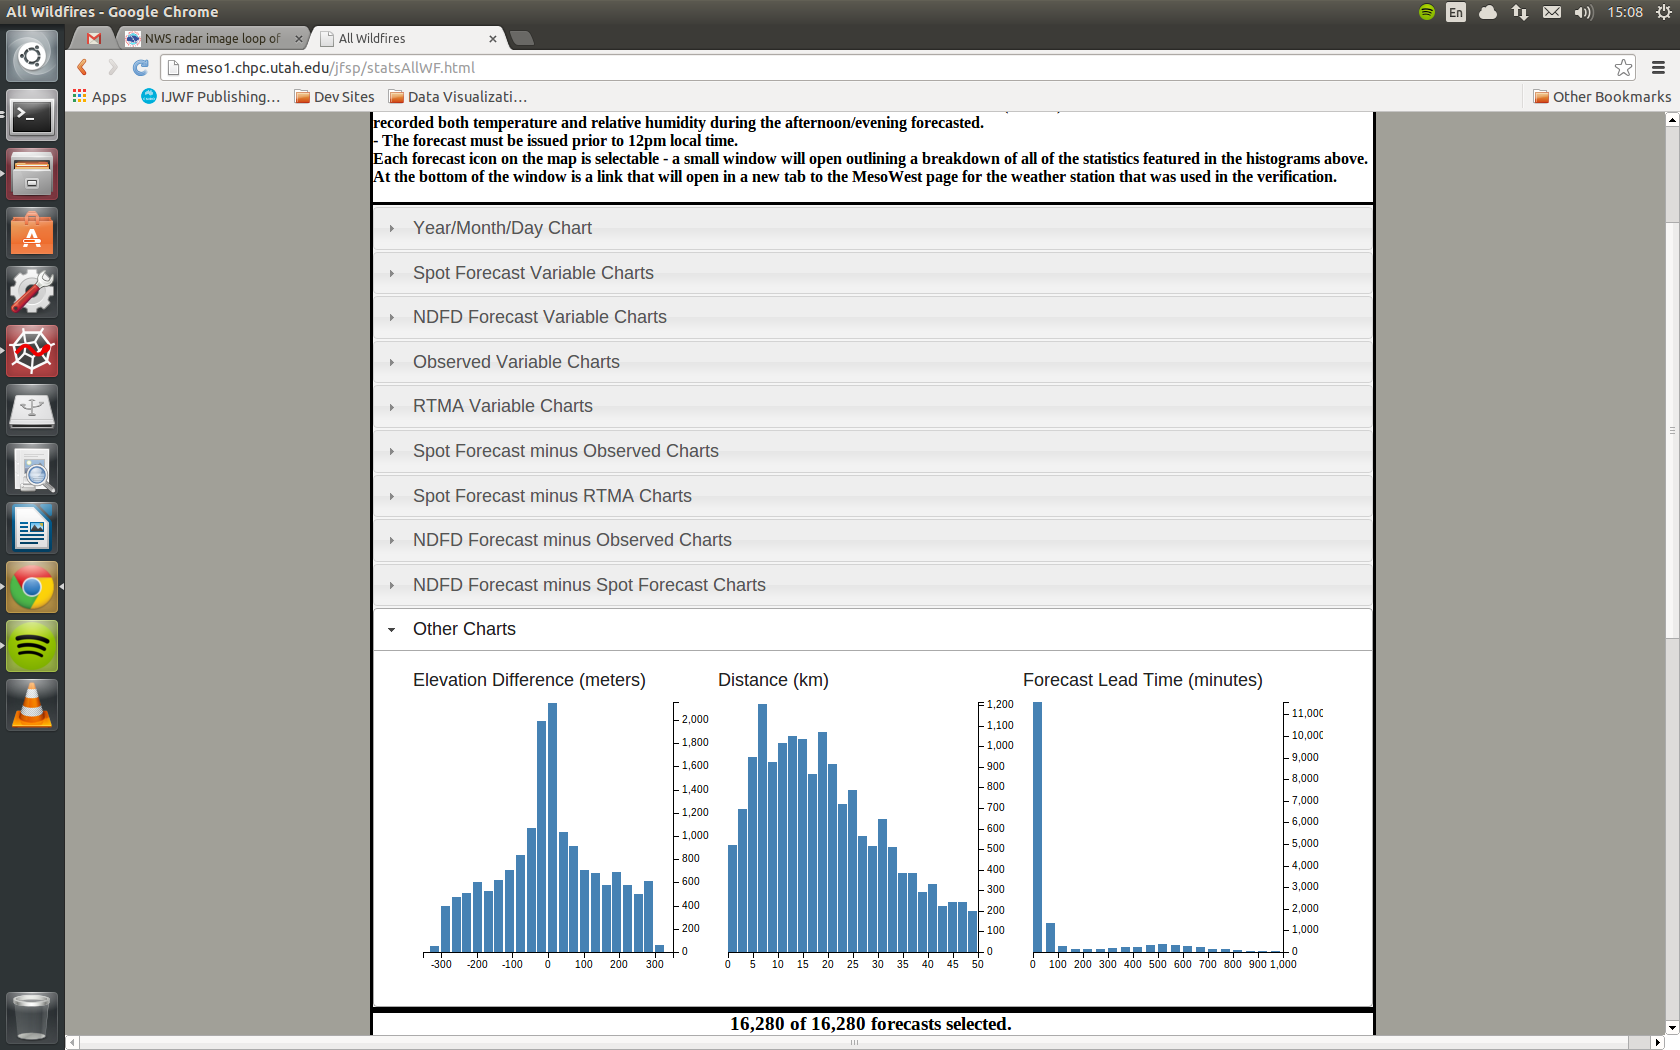 All Wildfires - Google Chrome
En
15:08
NWS radar image loop of
All Wildfires
meso1.chpc.utah.edu/jfsp/statsAllWF.html
Apps
IJWF Publishing...
Dev Sites
Data Visualizati...
Other Bookmarks
recorded both temperature and relative humidity during the afternoon/evening forecasted.
- The forecast must be issued prior to 12pm local time.
Each forecast icon on the map is selectable - a small window will open outlining a breakdown of all of the statistics featured in the histograms above.
At the bottom of the window is a link that will open in a new tab to the MesoWest page for the weather station that was used in the verification.
Year/Month/Day Chart
Spot Forecast Variable Charts
NDFD Forecast Variable Charts
Observed Variable Charts
RTMA Variable Charts
Spot Forecast minus Observed Charts
Spot Forecast minus RTMA Charts
NDFD Forecast minus Observed Charts
NDFD Forecast minus Spot Forecast Charts
Other Charts
Elevation Difference (meters)
2,000
1,800
1,600
1,400
1,200
1,000
800
600
400
200
0
-300 -200 -100 0 100 200 300
Distance (km)
1,200
1,100
1,000
900
800
700
600
500
400
300
200
100
0
0 5 10 15 20 25 30 35 40 45 50
Forecast Lead Time (minutes)
11,000
10,000
9,000
8,000
7,000
6,000
5,000
4,000
3,000
2,000
1,000
0
0 100 200 300 400 500 600 700 800 900 1,000
16,280 of 16,280 forecasts selected.